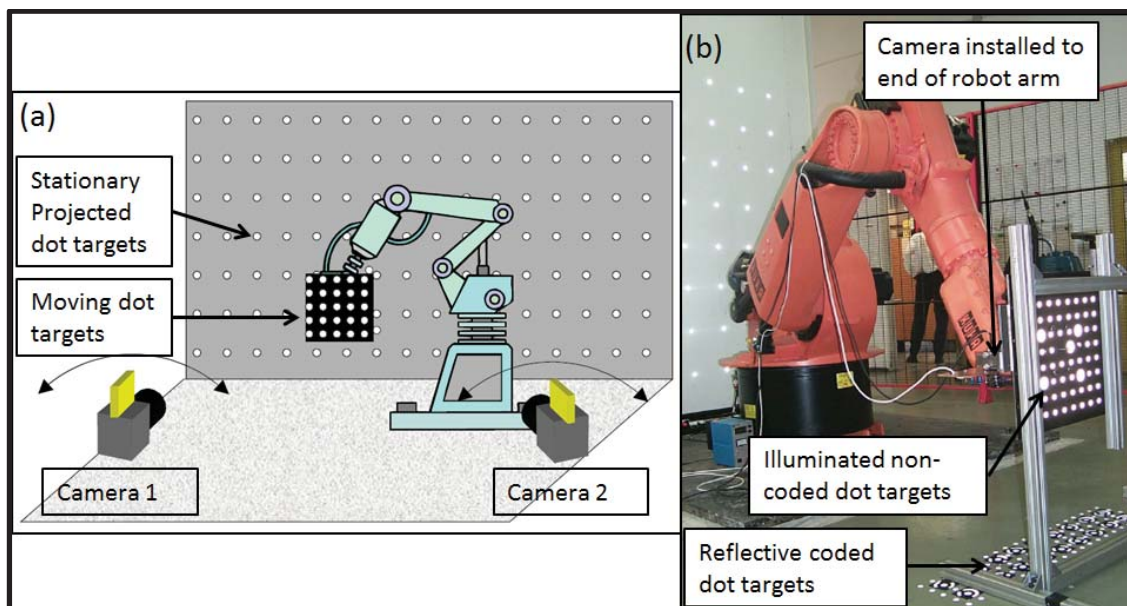 (a)
Stationary
Projected
dot targets
Moving dot
targets
Camera 1
Camera 2
(b)
Camera installed to
end of robot arm
Illuminated non-
coded dot targets
Reflective coded
dot targets